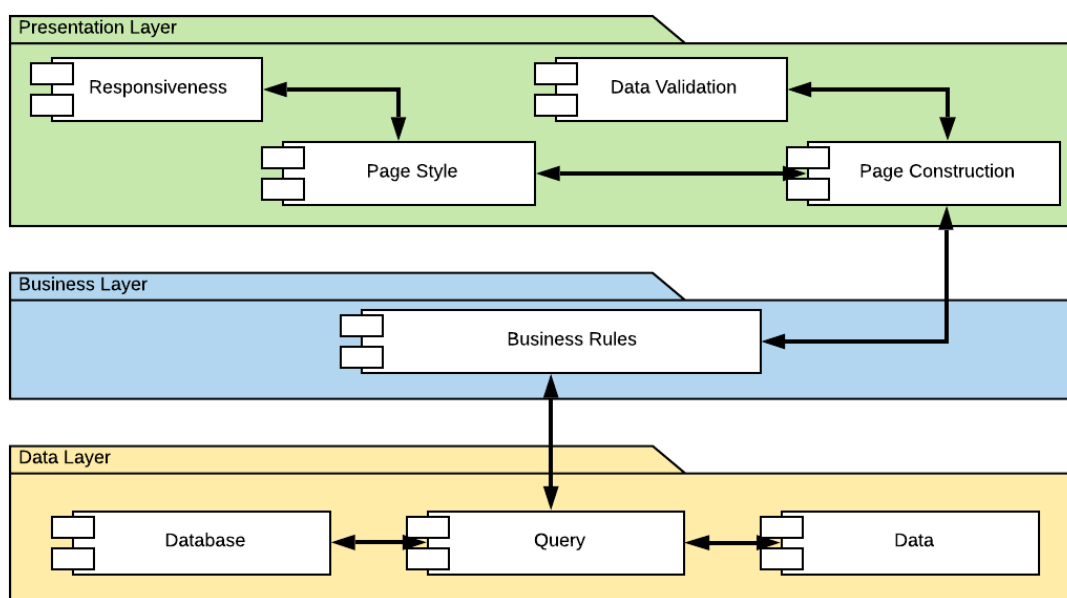 Presentation Layer
Responsiveness
Data Validation
Page Style
Page Construction
Business Layer
Business Rules
Data Layer
Database
Query
Data